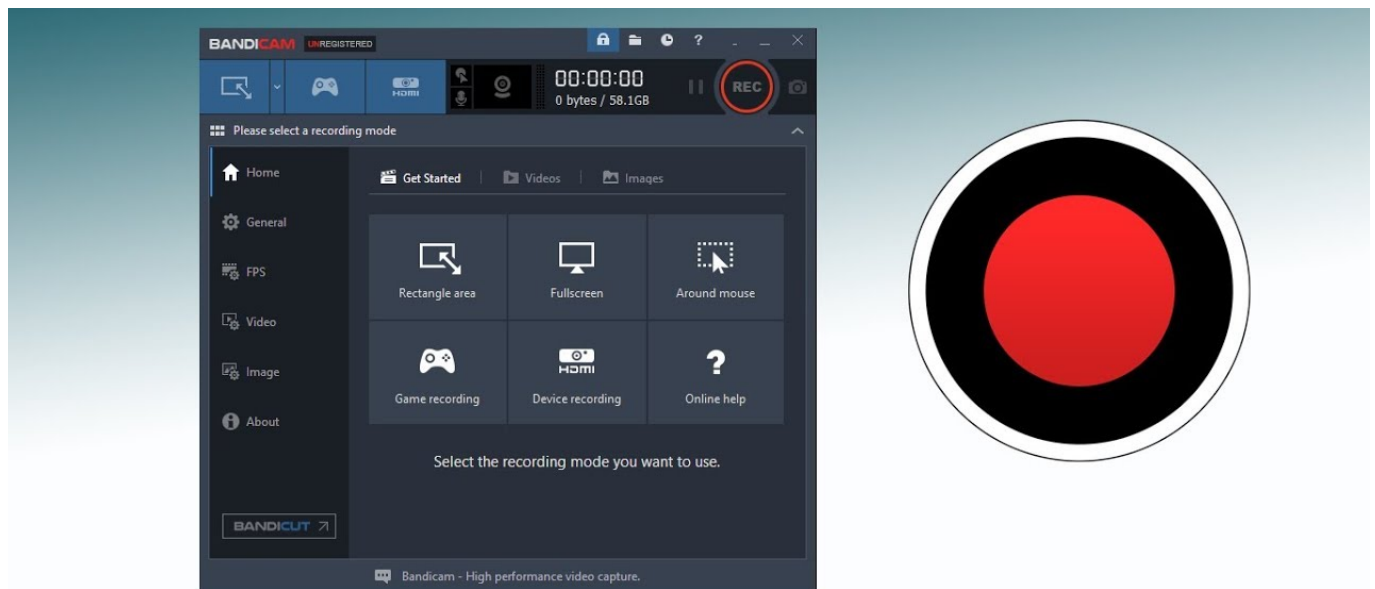 BANDICAM UNREGISTERED
?
HDMI
00:00:00
0 bytes / 58.1GB
REC
Please select a recording mode
Home
General
FPS
Video
Image
About
BANDICUT
Get Started
Videos
Images
Rectangle area
Fullscreen
Around mouse
HDMI
?
Game recording
Device recording
Online help
Select the recording mode you want to use.
Bandicam - High performance video capture.